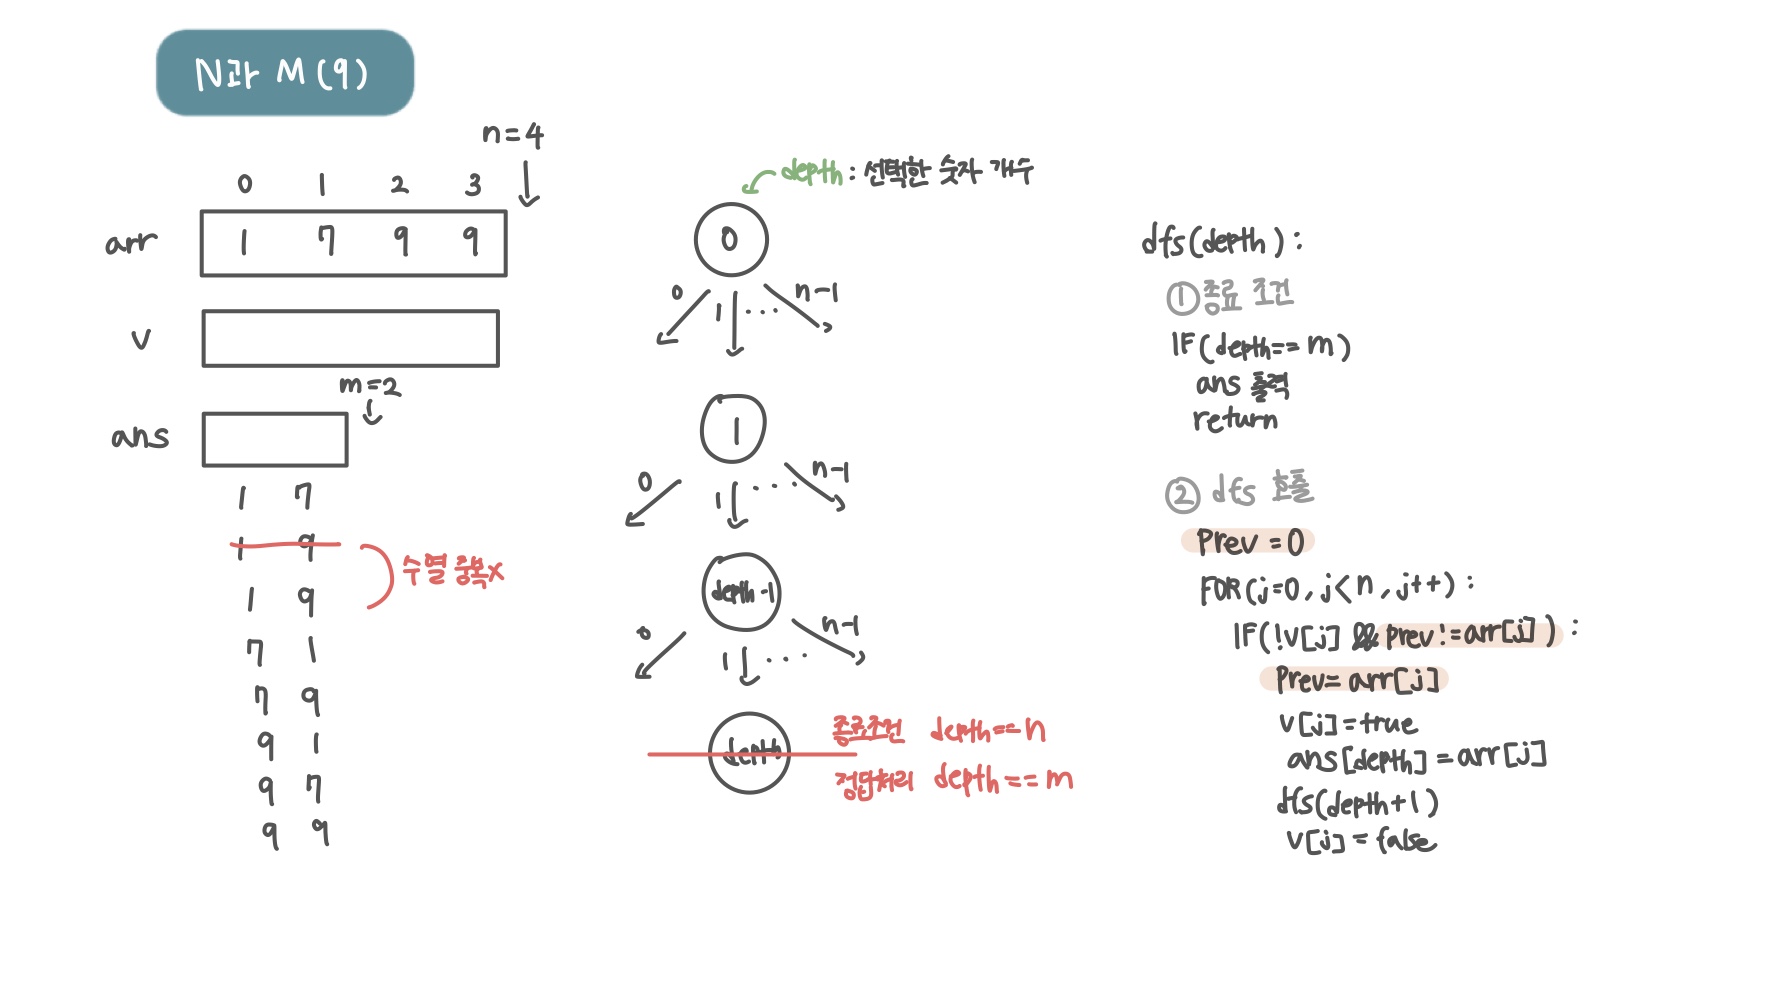 N과 M(9)
n=4
0 1 2 3
arr 1 7 9 9
v
m=2
ans
1 7
1 9
수열 중복x
1 9
7 1
7 9
9 1
9 7
9 9
depth : 선택한 숫자 개수
0
0 1 ... n-1
1
0 1 ... n-1
depth-1
0 1 ... n-1
depth
종료조건 depth==n
정답처리 depth==m
dfs(depth):
① 종료 조건
IF(depth==m)
ans 출력
return
② dfs 호출
Prev=0
FOR(j=0, j<n, j++):
IF(!v[j] && prev!=arr[j]):
Prev=arr[j]
v[j]=true
ans[depth]=arr[j]
dfs(depth+1)
v[j]=false